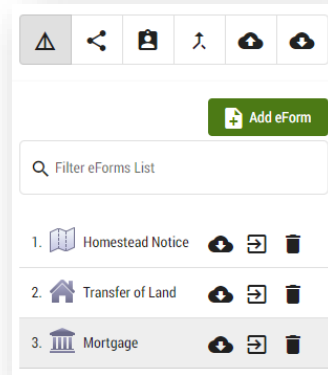 Add eForm
Filter eForms List
1. Homestead Notice
2. Transfer of Land
3. Mortgage